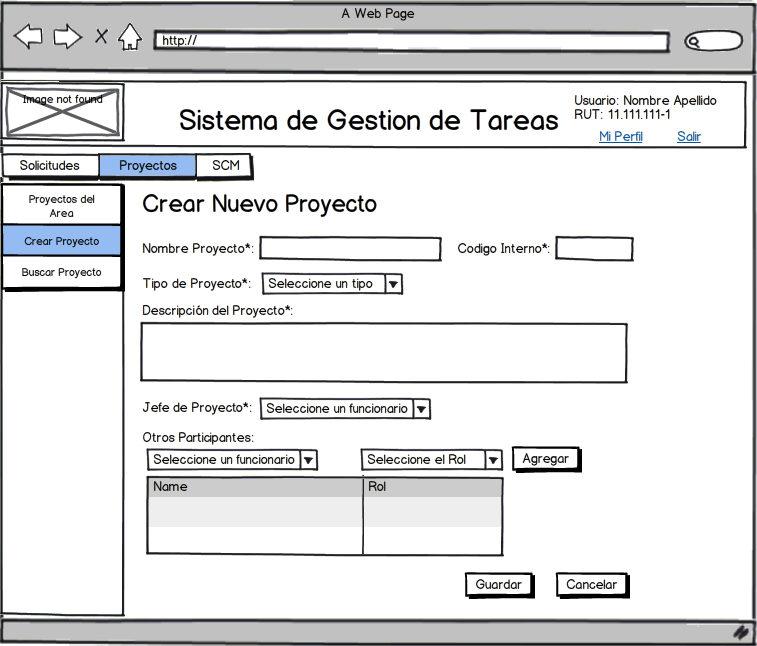 A Web Page
http://
Image not found
Sistema de Gestion de Tareas
Usuario: Nombre Apellido
RUT: 11.111.111-1
Mi Perfil
Salir
Solicitudes
Proyectos
SCM
Proyectos del
Area
Crear Proyecto
Buscar Proyecto
Crear Nuevo Proyecto
Nombre Proyecto*:
Codigo Interno*:
Tipo de Proyecto*:
Seleccione un tipo
Descripción del Proyecto*:
Jefe de Proyecto*:
Seleccione un funcionario
Otros Participantes:
Seleccione un funcionario
Seleccione el Rol
Agregar
Name
Rol
Guardar
Cancelar